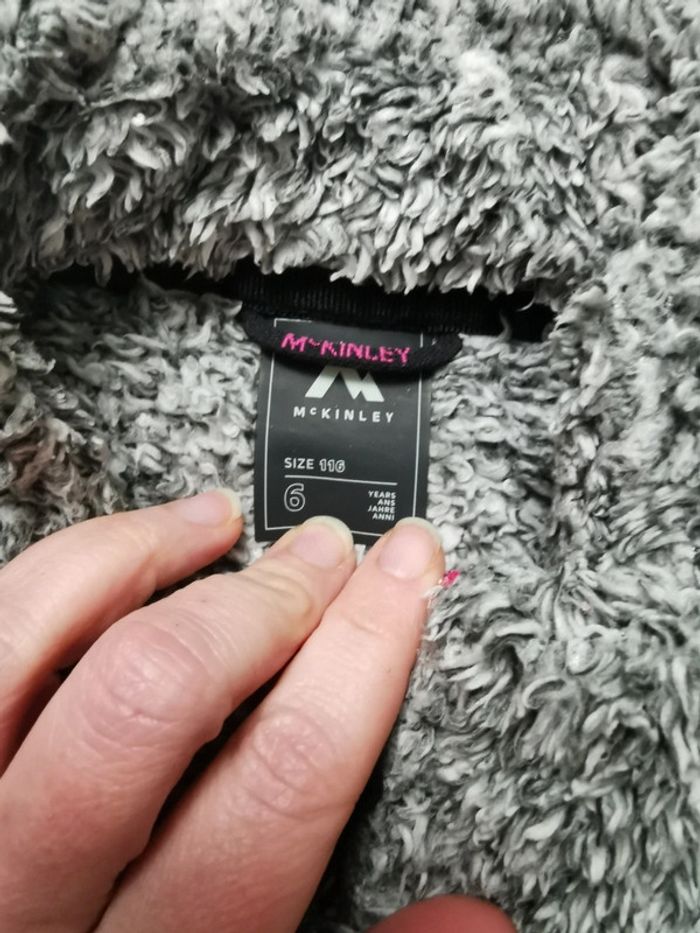 McKINLEY
McKINLEY
SIZE 116
6
YEARS
ANS
JAHRE
ANNI